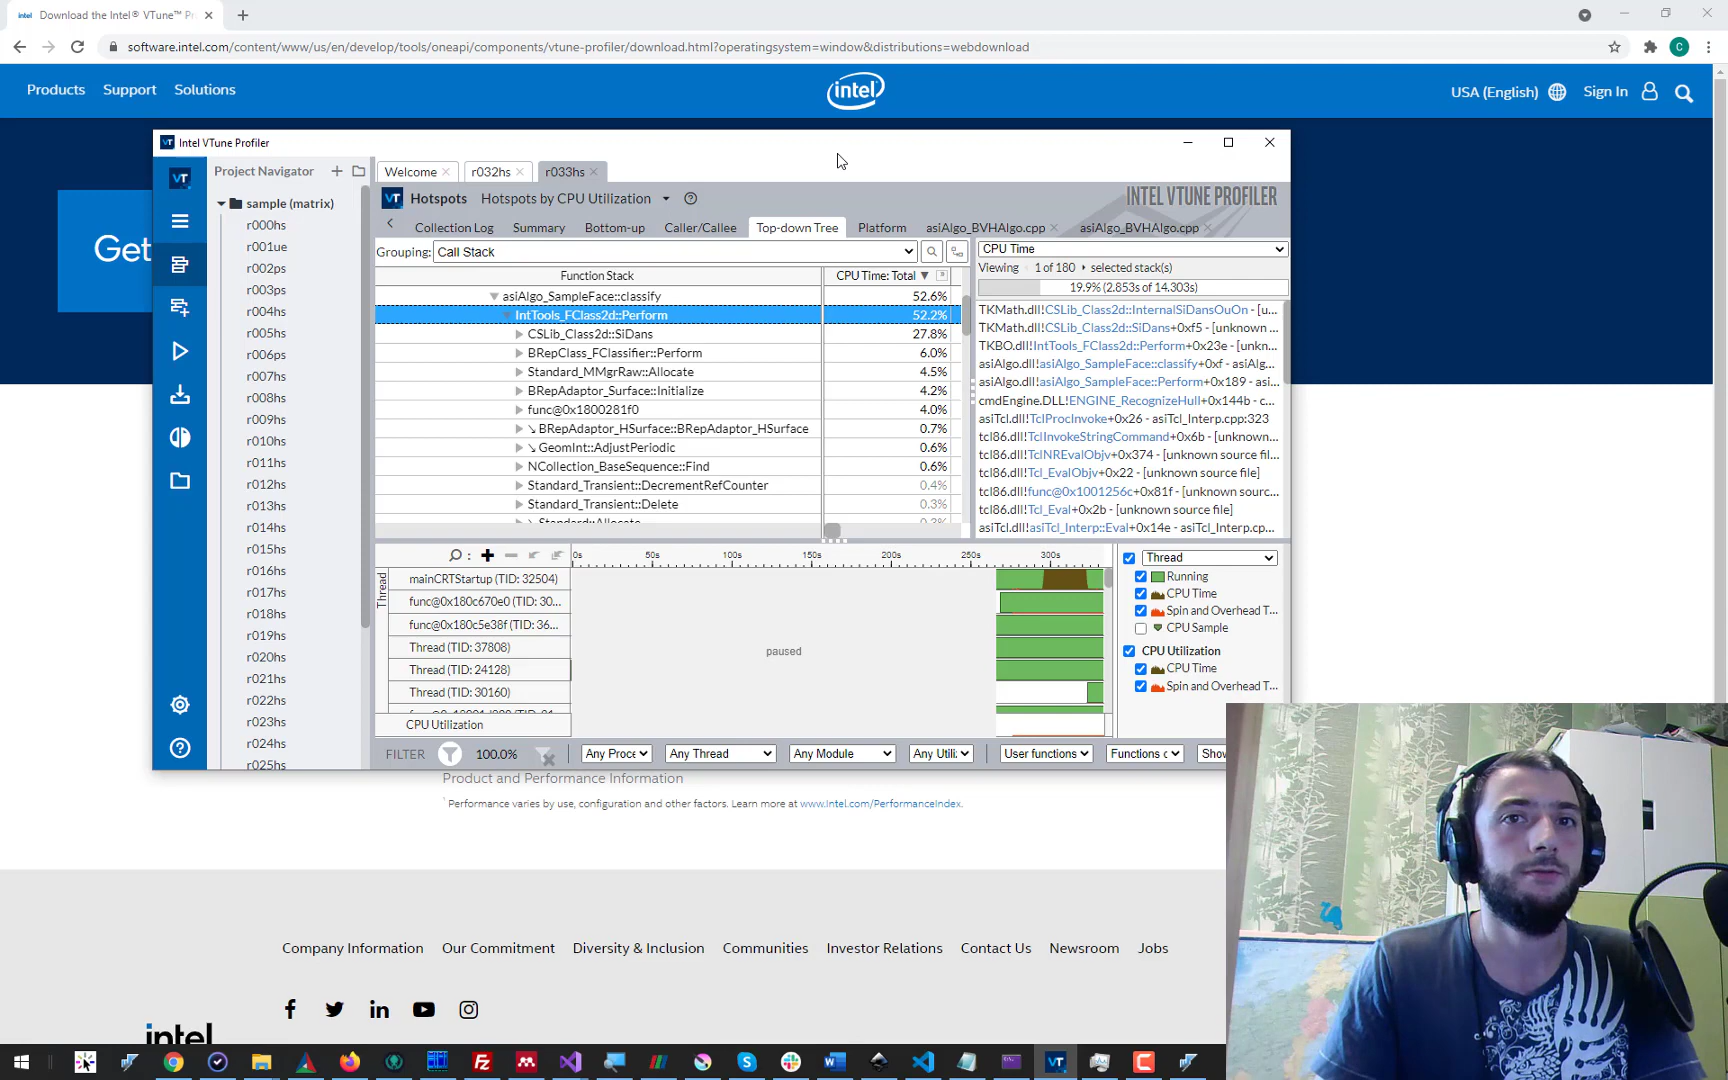 intel Download the Intel® VTune™ Pr
software.intel.com/content/www/us/en/develop/tools/oneapi/components/vtune-profiler/download.html?operatingsystem=window&distributions=webdownload
C
Products Support Solutions
intel
USA (English) Sign In
Get
VT Intel VTune Profiler
VT
Project Navigator
sample (matrix)
r000hs
r001ue
r002ps
r003ps
r004hs
r005hs
r006ps
r007hs
r008hs
r009hs
r010hs
r011hs
r012hs
r013hs
r014hs
r015hs
r016hs
r017hs
r018hs
r019hs
r020hs
r021hs
r022hs
r023hs
r024hs
r025hs
Welcome r032hs r033hs
VT Hotspots Hotspots by CPU Utilization
INTEL VTUNE PROFILER
Collection Log Summary Bottom-up Caller/Callee Top-down Tree Platform asiAlgo_BVHAlgo.cpp asiAlgo_BVHAlgo.cpp
Grouping: Call Stack
Function Stack CPU Time: Total
asiAlgo_SampleFace::classify 52.6%
IntTools_FClass2d::Perform 52.2%
CSLib_Class2d::SiDans 27.8%
BRepClass_FClassifier::Perform 6.0%
Standard_MMgrRaw::Allocate 4.5%
BRepAdaptor_Surface::Initialize 4.2%
func@0x1800281f0 4.0%
↘ BRepAdaptor_HSurface::BRepAdaptor_HSurface 0.7%
↘ GeomInt::AdjustPeriodic 0.6%
NCollection_BaseSequence::Find 0.6%
Standard_Transient::DecrementRefCounter 0.4%
Standard_Transient::Delete 0.3%
↘ Standard::Allocate 0.3%
CPU Time
Viewing 1 of 180 selected stack(s)
19.9% (2.853s of 14.303s)
TKMath.dll!CSLib_Class2d::InternalSiDansOuOn - [u...
TKMath.dll!CSLib_Class2d::SiDans+0xf5 - [unknown ...
TKBO.dll!IntTools_FClass2d::Perform+0x23e - [unkn...
asiAlgo.dll!asiAlgo_SampleFace::classify+0xf - asiAlg...
asiAlgo.dll!asiAlgo_SampleFace::Perform+0x189 - asi...
cmdEngine.DLL!ENGINE_RecognizeHull+0x144b - c...
asiTcl.dll!TclProcInvoke+0x26 - asiTcl_Interp.cpp:323
tcl86.dll!TclInvokeStringCommand+0x6b - [unknown...
tcl86.dll!TclNREvalObjv+0x374 - [unknown source fil...
tcl86.dll!Tcl_EvalObjv+0x22 - [unknown source file]
tcl86.dll!func@0x1001256c+0x81f - [unknown sourc...
tcl86.dll!Tcl_Eval+0x2b - [unknown source file]
asiTcl.dll!asiTcl_Interp::Eval+0x14e - asiTcl_Interp.cp...
0s 50s 100s 150s 200s 250s 300s
Thread
mainCRTStartup (TID: 32504)
func@0x180c670e0 (TID: 30...
func@0x180c5e38f (TID: 36...
Thread (TID: 37808)
Thread (TID: 24128)
Thread (TID: 30160)
CPU Utilization
paused
Thread
Running
CPU Time
Spin and Overhead T...
CPU Sample
CPU Utilization
CPU Time
Spin and Overhead T...
FILTER 100.0% Any Proc Any Thread Any Module Any Utili: User functions Functions c Show
Product and Performance Information
¹ Performance varies by use, configuration and other factors. Learn more at www.Intel.com/PerformanceIndex.
Company Information Our Commitment Diversity & Inclusion Communities Investor Relations Contact Us Newsroom Jobs
intel